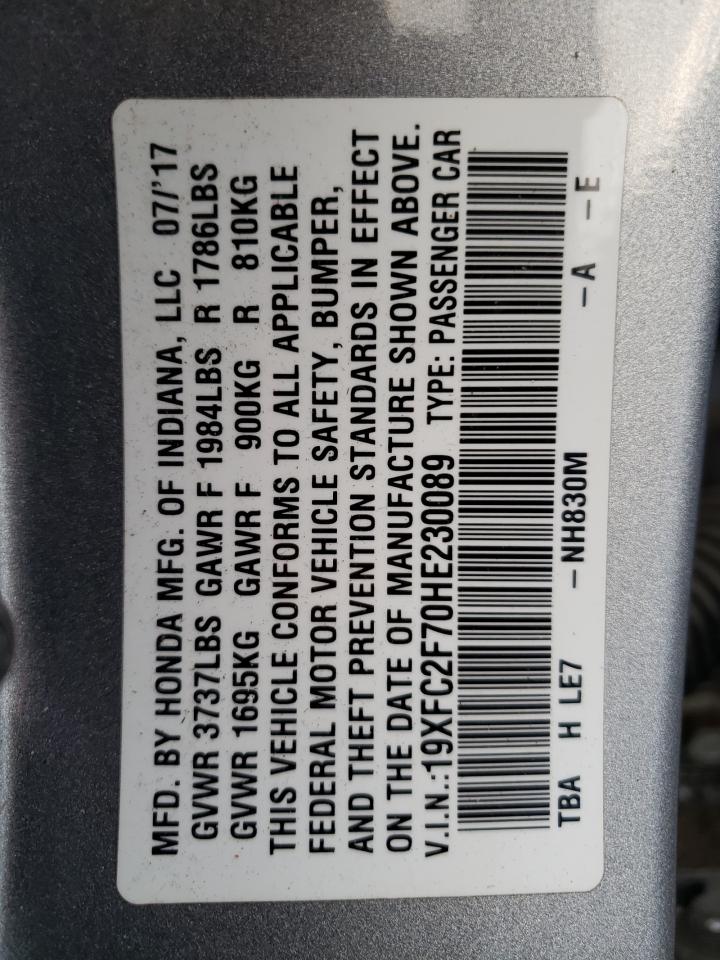 MFD. BY HONDA MFG. OF INDIANA, LLC 07/'17
GVWR 3737LBS GAWR F 1984LBS R 1786LBS
GVWR 1695KG GAWR F 900KG R 810KG
THIS VEHICLE CONFORMS TO ALL APPLICABLE
FEDERAL MOTOR VEHICLE SAFETY, BUMPER,
AND THEFT PREVENTION STANDARDS IN EFFECT
ON THE DATE OF MANUFACTURE SHOWN ABOVE.
V.I.N.:19XFC2F70HE230089 TYPE: PASSENGER CAR
TBA H LE7 -NH830M -A -E